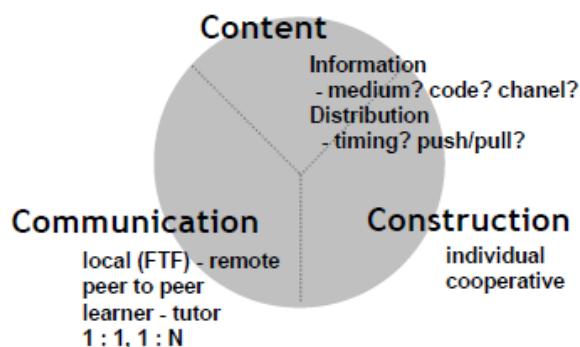 Content
Information
- medium? code? chanel?
Distribution
- timing? push/pull?
Communication
local (FTF) - remote
peer to peer
learner - tutor
1 : 1, 1 : N
Construction
individual
cooperative